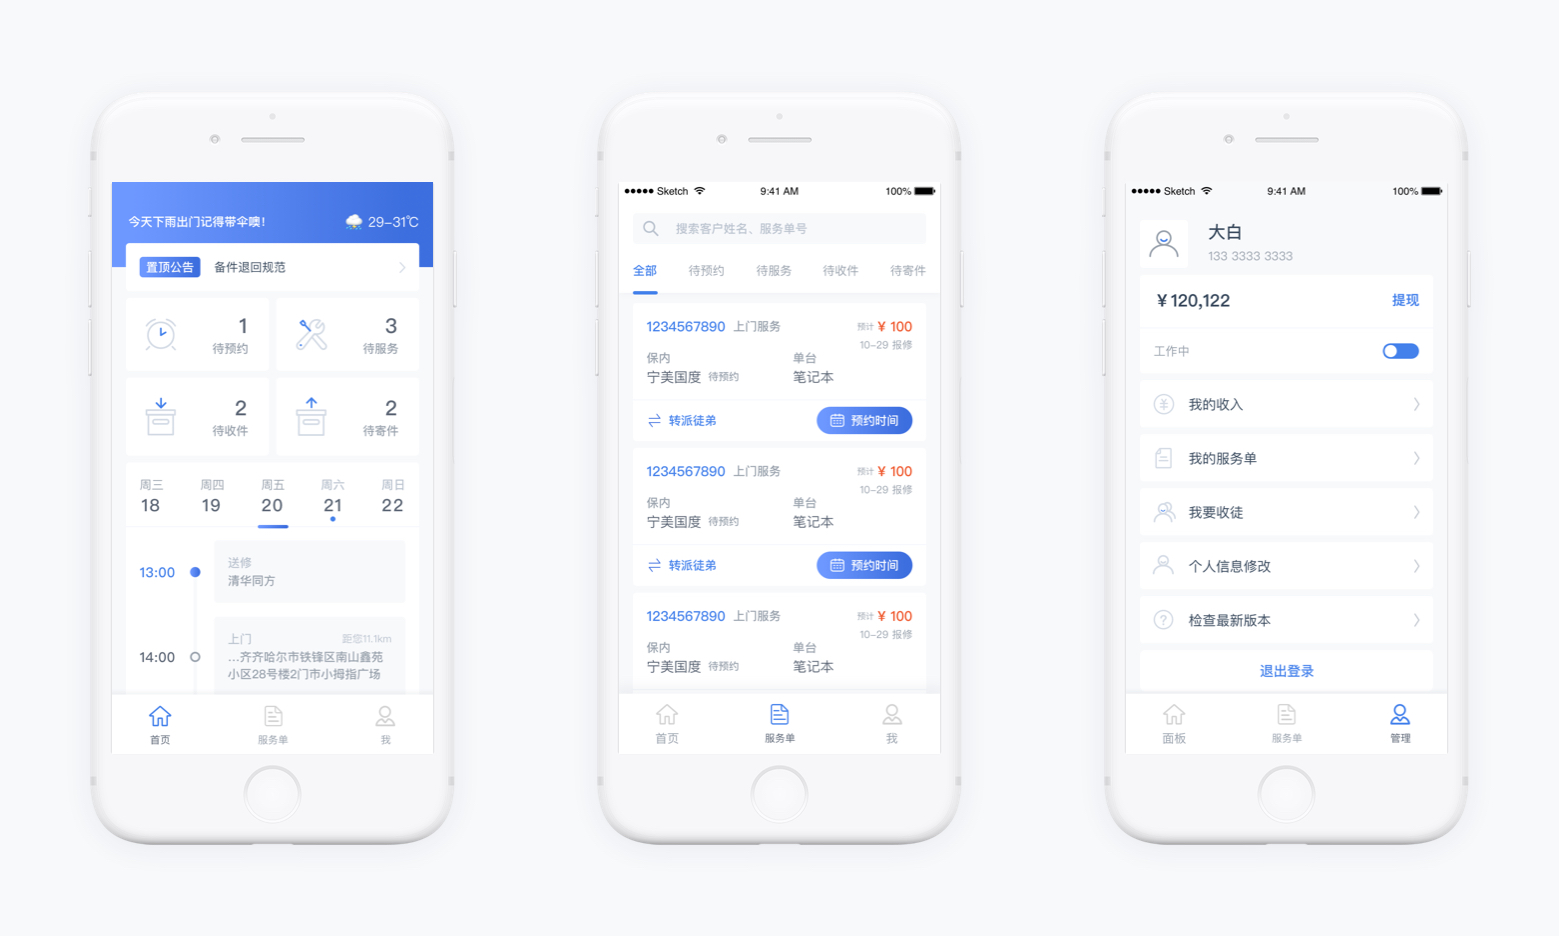 今天下雨出门记得带伞噢！
29–31℃
置顶公告 备件退回规范
1
待预约
3
待服务
2
待收件
2
待寄件
周三 周四 周五 周六 周日
18 19 20 21 22
13:00
送修
清华同方
14:00
上门 距您11.1km
...齐齐哈尔市铁锋区南山鑫苑
小区28号楼2门市小拇指广场
首页 服务单 我
Sketch 9:41 AM 100%
搜索客户姓名、服务单号
全部 待预约 待服务 待收件 待寄件
1234567890 上门服务 预计 ¥ 100
10–29 报修
保内 单台
宁美国度 待预约 笔记本
转派徒弟 预约时间
1234567890 上门服务 预计 ¥ 100
10–29 报修
保内 单台
宁美国度 待预约 笔记本
转派徒弟 预约时间
1234567890 上门服务 预计 ¥ 100
10–29 报修
保内 单台
宁美国度 待预约 笔记本
首页 服务单 我
Sketch 9:41 AM 100%
大白
133 3333 3333
¥ 120,122 提现
工作中
¥ 我的收入
我的服务单
我要收徒
个人信息修改
? 检查最新版本
退出登录
面板 服务单 管理